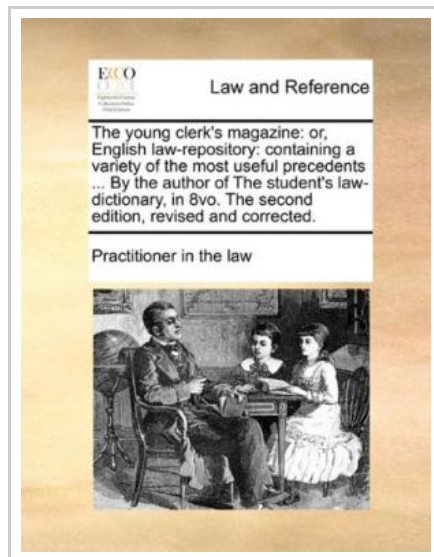 ECCO
Law and Reference
The young clerk's magazine: or,
English law-repository: containing a
variety of the most useful precedents
... By the author of The student's law-
dictionary, in 8vo. The second
edition, revised and corrected.
Practitioner in the law